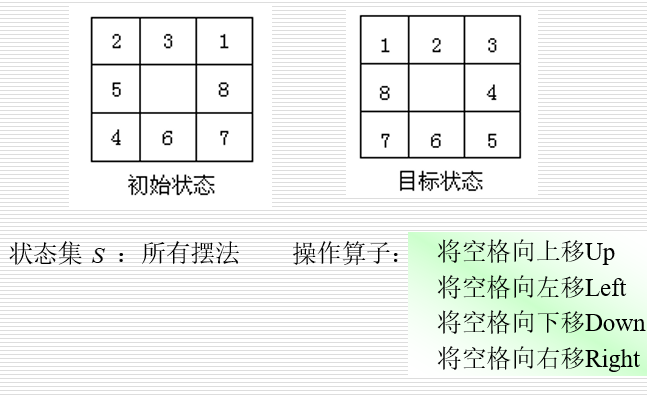 2 3 1
5 8
4 6 7
初始状态
1 2 3
8 4
7 6 5
目标状态
状态集 S ：所有摆法
操作算子：
将空格向上移Up
将空格向左移Left
将空格向下移Down
将空格向右移Right